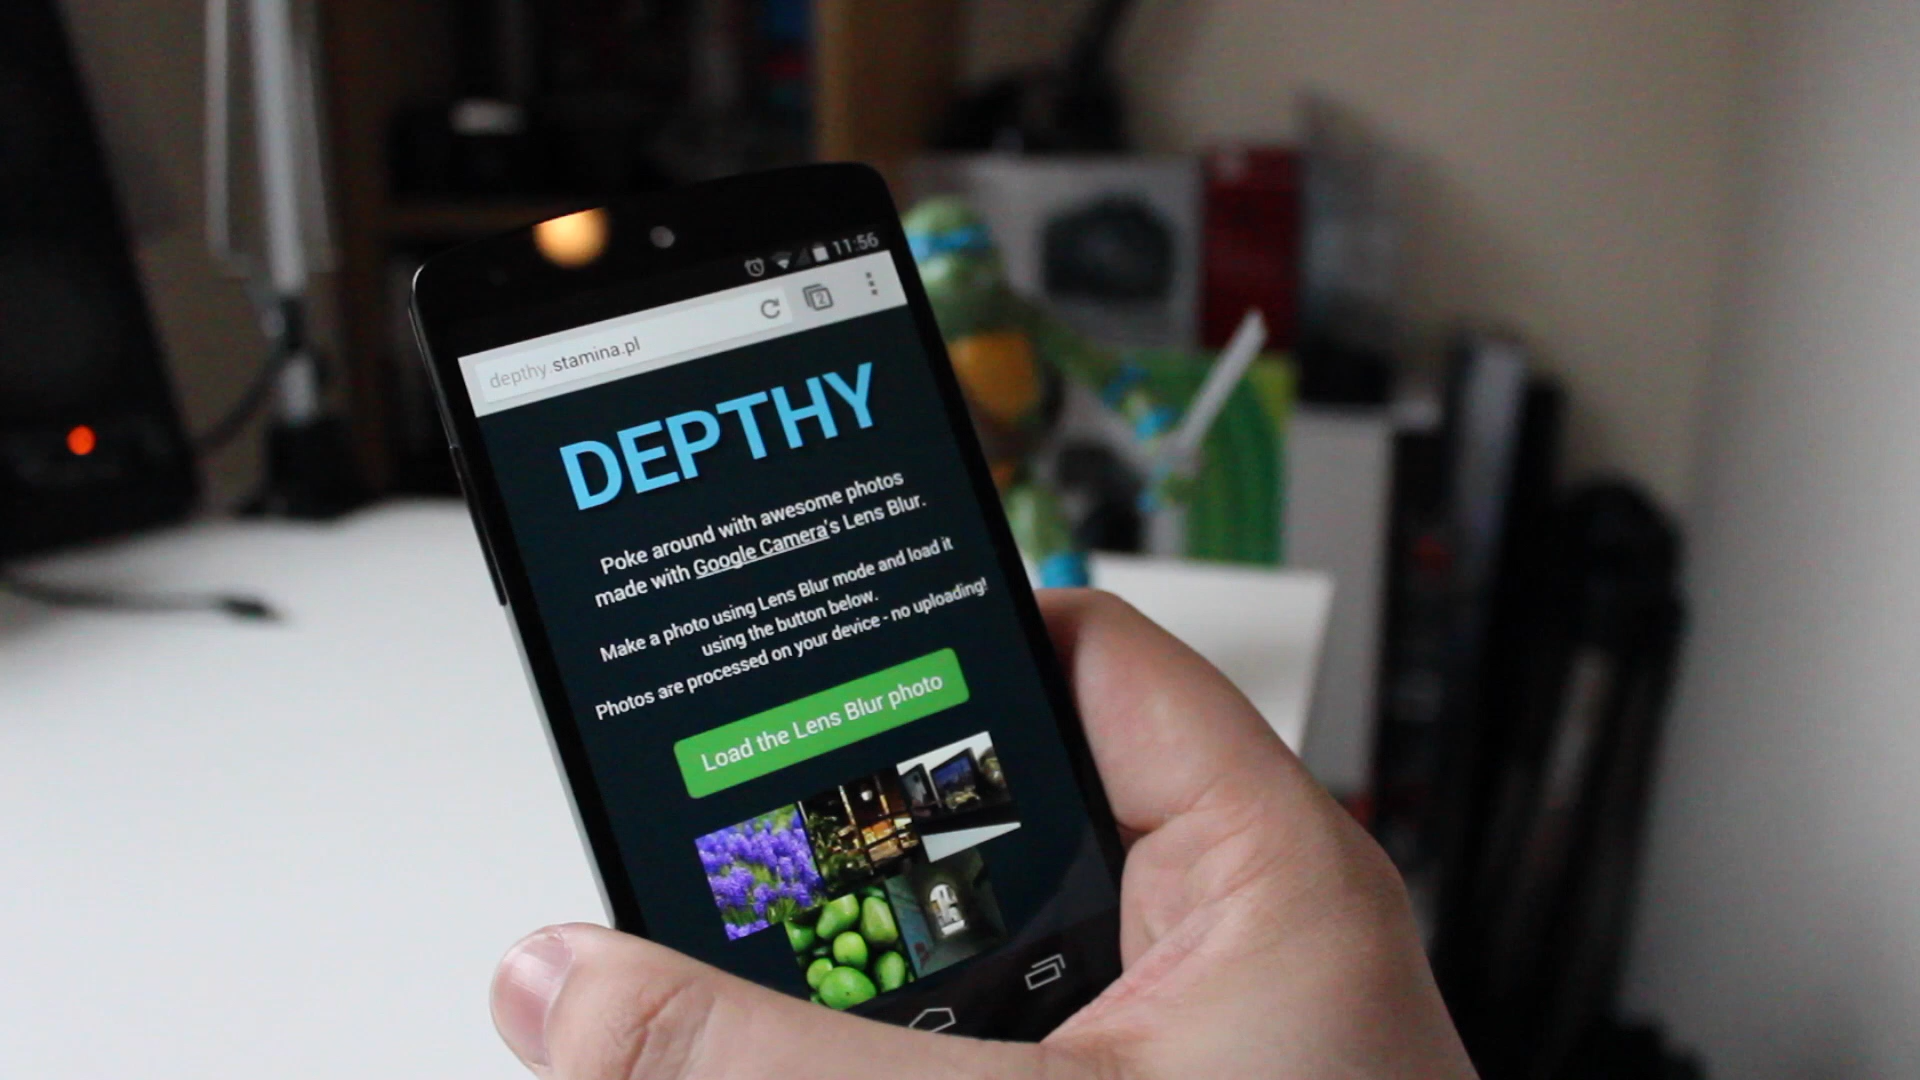 11:56
2
depthy.stamina.pl
DEPTHY
Poke around with awesome photos
made with Google Camera's Lens Blur.
Make a photo using Lens Blur mode and load it
using the button below.
Photos are processed on your device - no uploading!
Load the Lens Blur photo